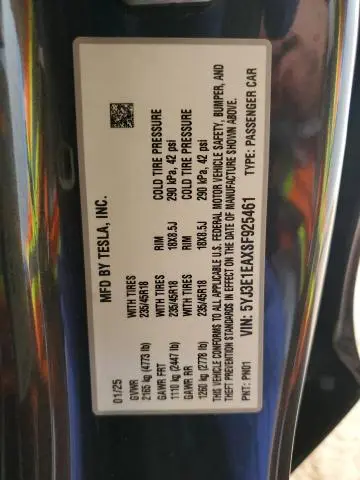 MFD BY TESLA, INC.
01/25
GVWR WITH TIRES RIM COLD TIRE PRESSURE
2165 kg (4773 lb) 235/45R18 18X8.5J 290 kPa, 42 psi
GAWR FRT WITH TIRES RIM COLD TIRE PRESSURE
1110 kg (2447 lb) 235/45R18 18X8.5J 290 kPa, 42 psi
GAWR RR
1260 kg (2778 lb)
THIS VEHICLE CONFORMS TO ALL APPLICABLE U.S. FEDERAL MOTOR VEHICLE SAFETY, BUMPER, AND
THEFT PREVENTION STANDARDS IN EFFECT ON THE DATE OF MANUFACTURE SHOWN ABOVE.
VIN: 5YJ3E1EAXSF925461
PNT: PN01 TYPE: PASSENGER CAR